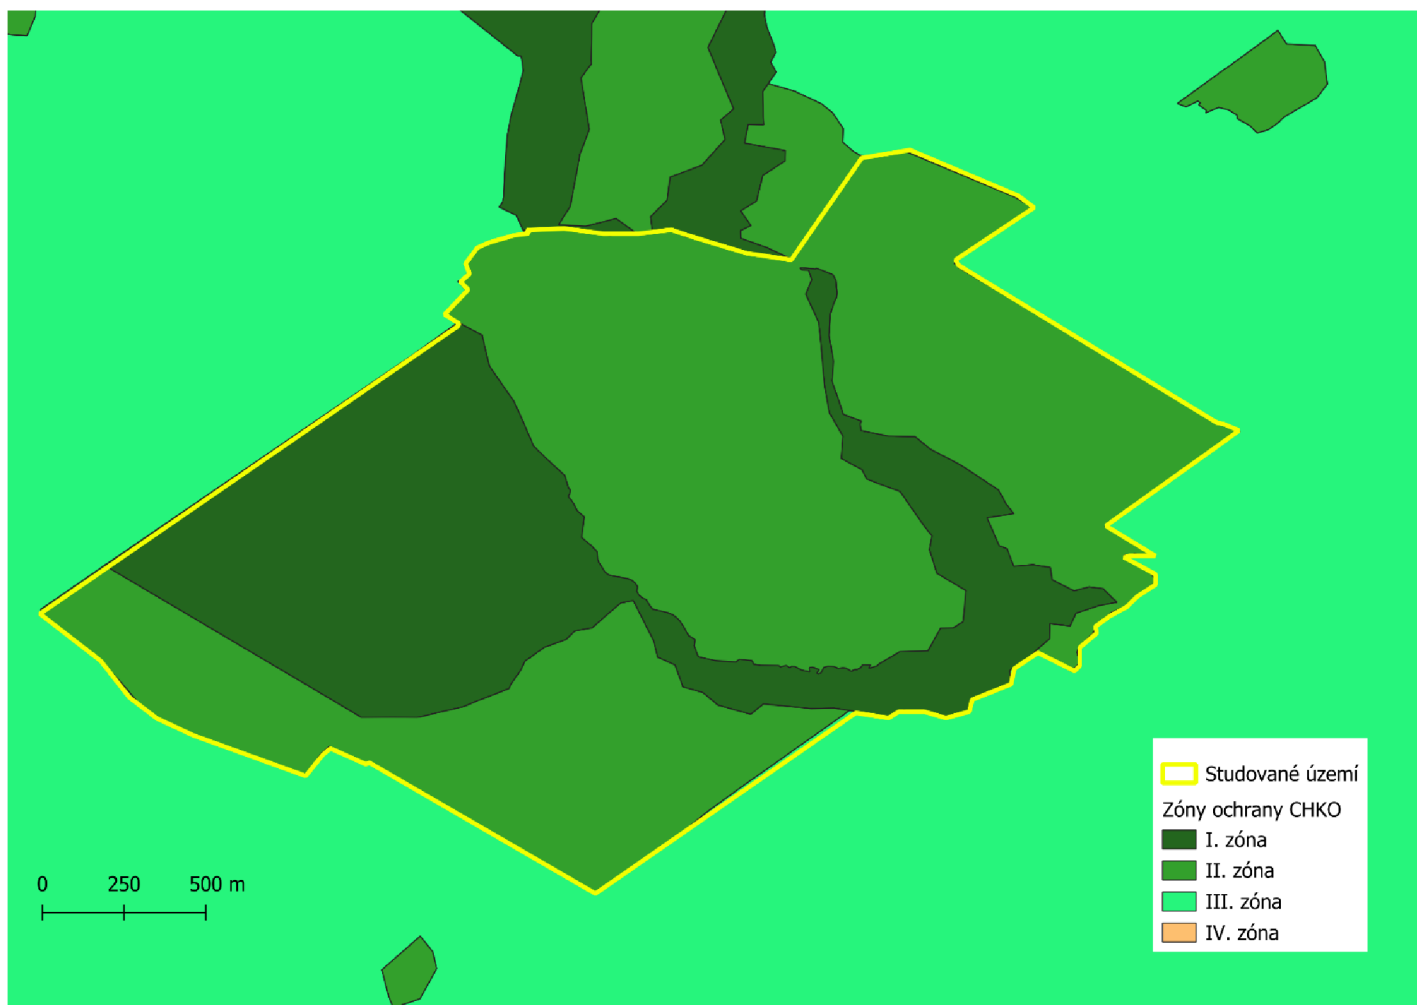 0 250 500 m
Studované území
Zóny ochrany CHKO
I. zóna
II. zóna
III. zóna
IV. zóna